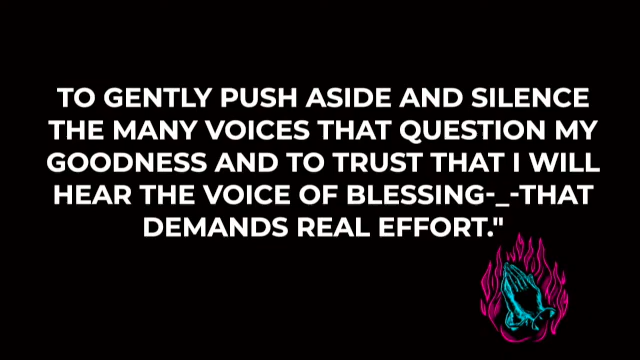 TO GENTLY PUSH ASIDE AND SILENCE
THE MANY VOICES THAT QUESTION MY
GOODNESS AND TO TRUST THAT I WILL
HEAR THE VOICE OF BLESSING-_-THAT
DEMANDS REAL EFFORT."